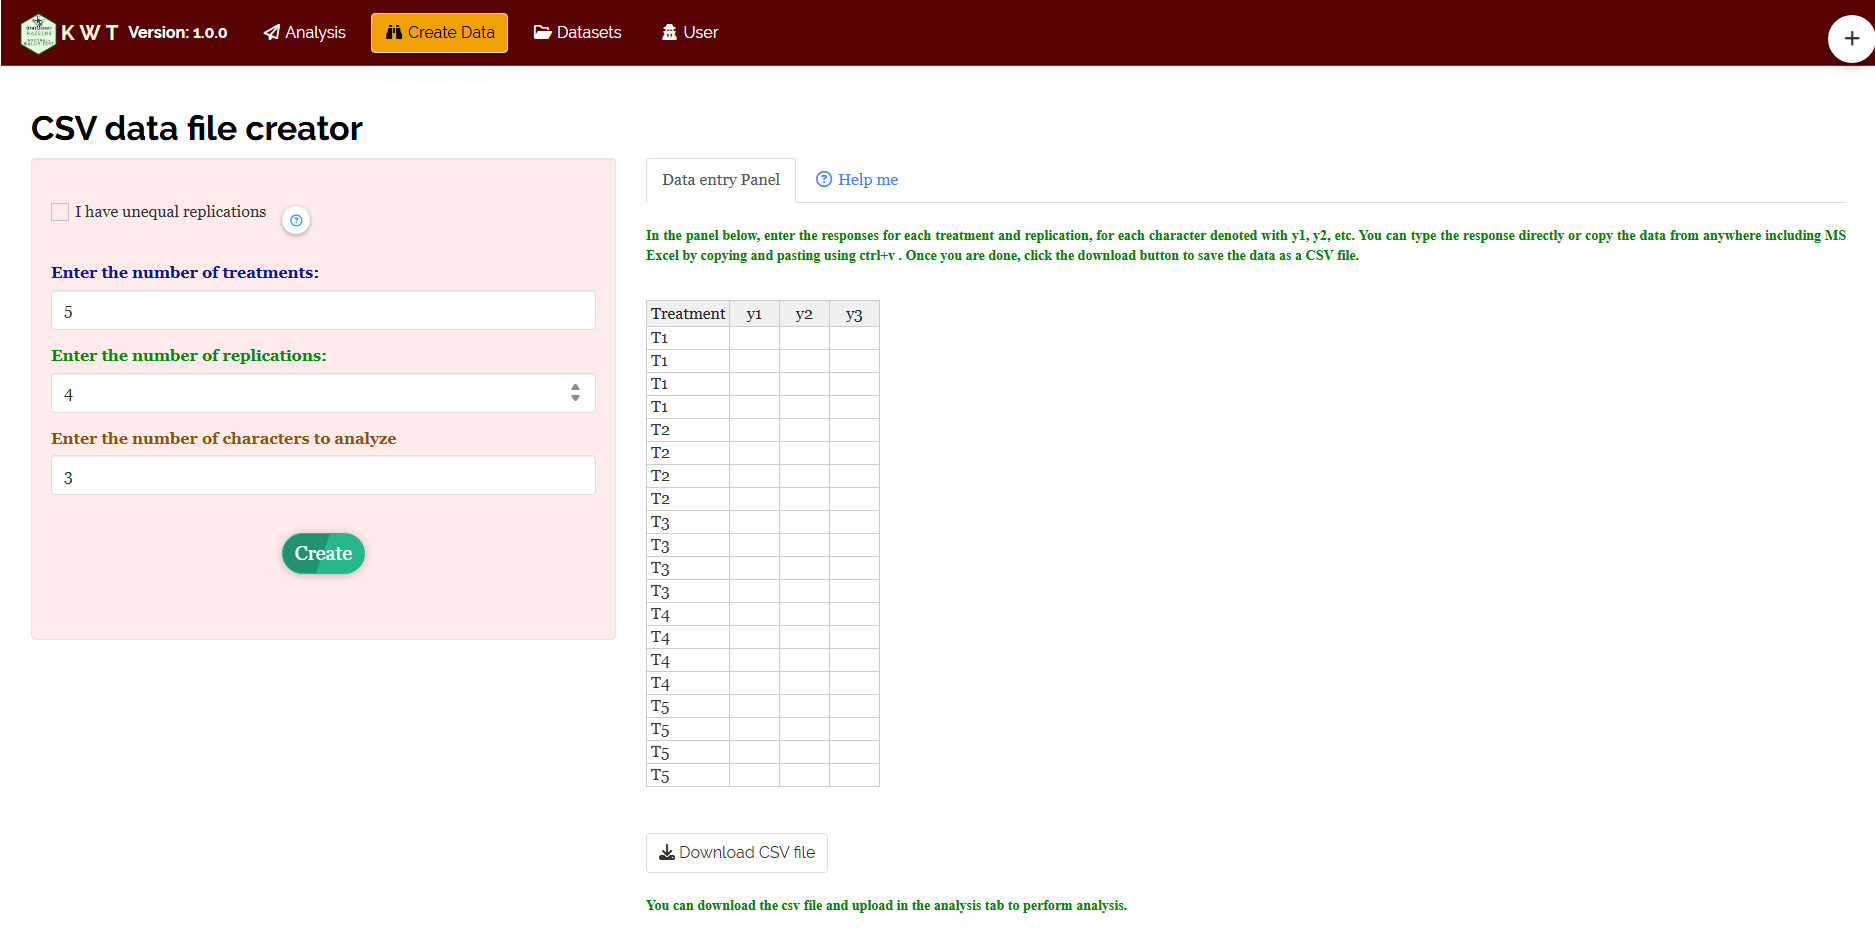 KWT Version: 1.0.0 Analysis Create Data Datasets User
CSV data file creator
I have unequal replications
Enter the number of treatments:
5
Enter the number of replications:
4
Enter the number of characters to analyze
3
Create
Data entry Panel Help me
In the panel below, enter the responses for each treatment and replication, for each character denoted with y1, y2, etc. You can type the response directly or copy the data from anywhere including MS
Excel by copying and pasting using ctrl+v . Once you are done, click the download button to save the data as a CSV file.
Treatment y1 y2 y3
T1
T1
T1
T1
T2
T2
T2
T2
T3
T3
T3
T3
T4
T4
T4
T4
T5
T5
T5
T5
Download CSV file
You can download the csv file and upload in the analysis tab to perform analysis.